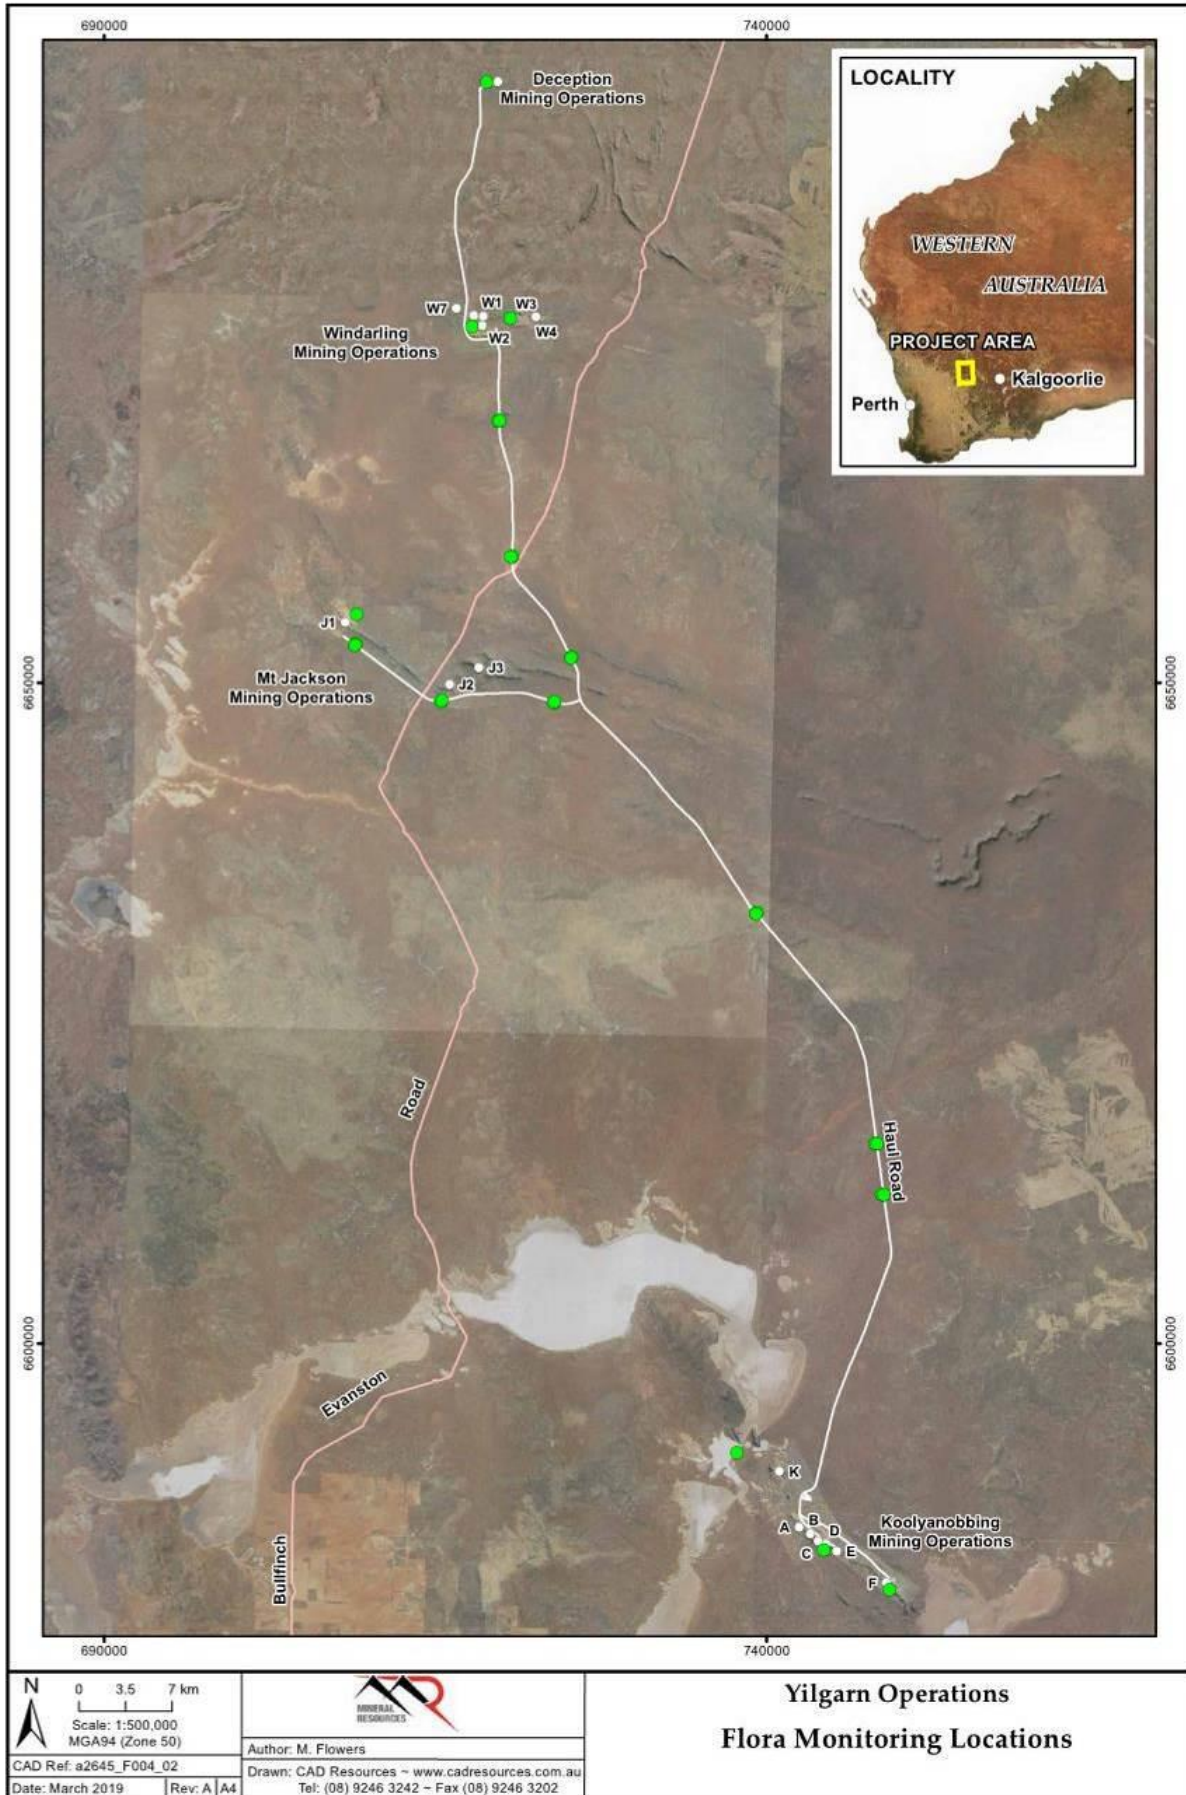 690000
740000
Deception
Mining Operations
LOCALITY
WESTERN
AUSTRALIA
PROJECT AREA
Kalgoorlie
Perth
W7
W1
W3
W2
W4
Windarling
Mining Operations
J1
J3
J2
Mt Jackson
Mining Operations
6650000
6650000
Road
Haul Road
6600000
6600000
Evanston
K
A
B
D
C
E
F
Koolyanobbing
Mining Operations
Bullfinch
690000
740000
N
0 3.5 7 km
Scale: 1:500,000
MGA94 (Zone 50)
CAD Ref: a2645_F004_02
Date: March 2019
Rev: A
A4
MINERAL
RESOURCES
Author: M. Flowers
Drawn: CAD Resources ~ www.cadresources.com.au
Tel: (08) 9246 3242 ~ Fax (08) 9246 3202
Yilgarn Operations
Flora Monitoring Locations